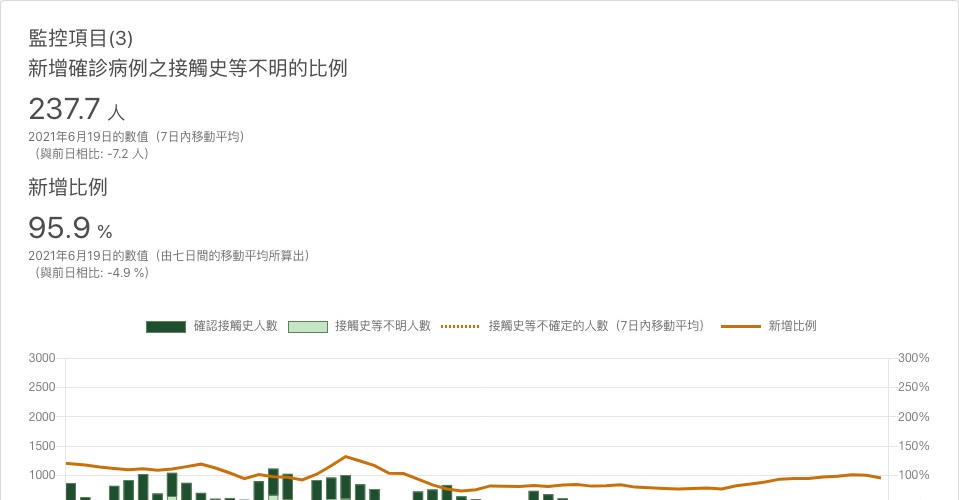 監控項目(3)
新增確診病例之接觸史等不明的比例
237.7 人
2021年6月19日的數值（7日內移動平均）
（與前日相比: -7.2 人）
新增比例
95.9 %
2021年6月19日的數值（由七日間的移動平均所算出）
（與前日相比: -4.9 %）
確認接觸史人數 接觸史等不明人數 接觸史等不確定的人數（7日內移動平均） 新增比例
3000 300%
2500 250%
2000 200%
1500 150%
1000 100%